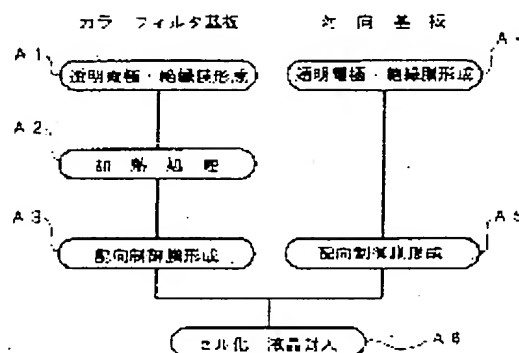 カラーフィルタ基板 対向基板
A1 透明電極・絶縁膜形成 透明電極・絶縁膜形成 A4
A2 加熱処理
A3 配向制御膜形成 配向制御膜形成 A5
セル化 液晶封入 A6